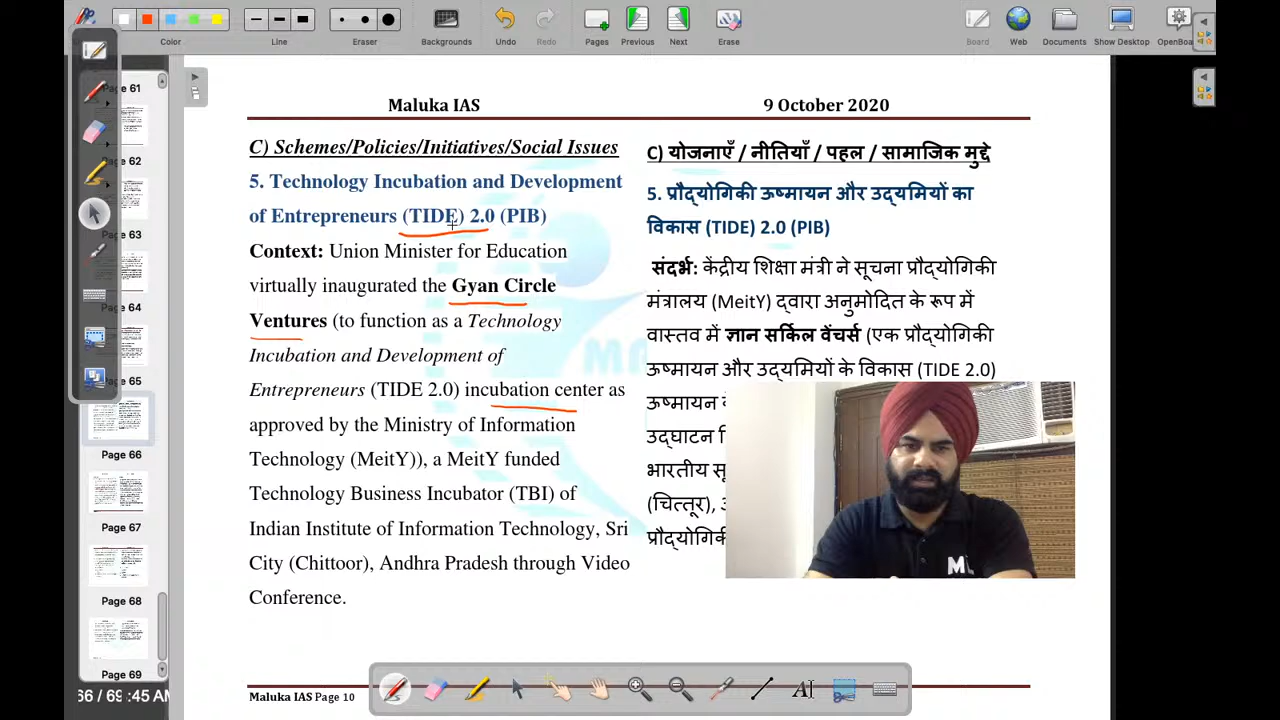 Color
Line
Eraser
Backgrounds
Undo
Redo
Pages
Previous
Next
Erase
Board
Web
Documents
Show Desktop
OpenBoa
Page 61
Page 62
Page 63
Page 64
Page 65
Page 66
Page 67
Page 68
Page 69
66 / 69
:45 AM
Maluka IAS
9 October 2020
C) Schemes/Policies/Initiatives/Social Issues
5. Technology Incubation and Development
of Entrepreneurs (TIDE) 2.0 (PIB)
Context: Union Minister for Education
virtually inaugurated the Gyan Circle
Ventures (to function as a Technology
Incubation and Development of
Entrepreneurs (TIDE 2.0) incubation center as
approved by the Ministry of Information
Technology (MeitY)), a MeitY funded
Technology Business Incubator (TBI) of
Indian Institute of Information Technology, Sri
City (Chittoor), Andhra Pradesh through Video
Conference.
C) योजनाएँ / नीतियाँ / पहल / सामाजिक मुद्दे
5. प्रौद्योगिकी ऊष्मायन और उद्यमियों का
विकास (TIDE) 2.0 (PIB)
संदर्भ: केंद्रीय शिक्षा मंत्री ने सूचना प्रौद्योगिकी
मंत्रालय (MeitY) द्वारा अनुमोदित के रूप में
वास्तव में ज्ञान सर्किल वेंचर्स (एक प्रौद्योगिकी
ऊष्मायन और उद्यमियों के विकास (TIDE 2.0)
ऊष्मायन
उद्घाटन
भारतीय
(चित्तूर),
प्रौद्योगिकी
Maluka IAS Page 10